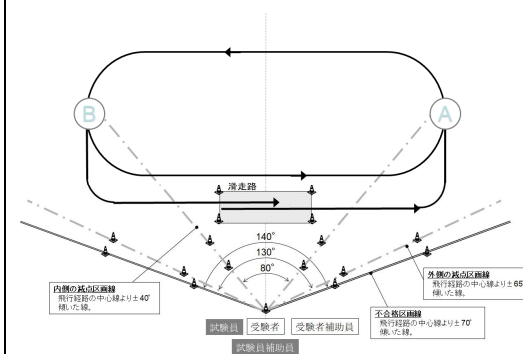 B
A
滑走路
140°
130°
80°
内側の減点区画線
飛行経路の中心線より±40°
傾いた線。
外側の減点区画線
飛行経路の中心線より±65°
傾いた線。
不合格区画線
飛行経路の中心線より±70°
傾いた線。
試験員 受験者 受験者補助員
試験員補助員